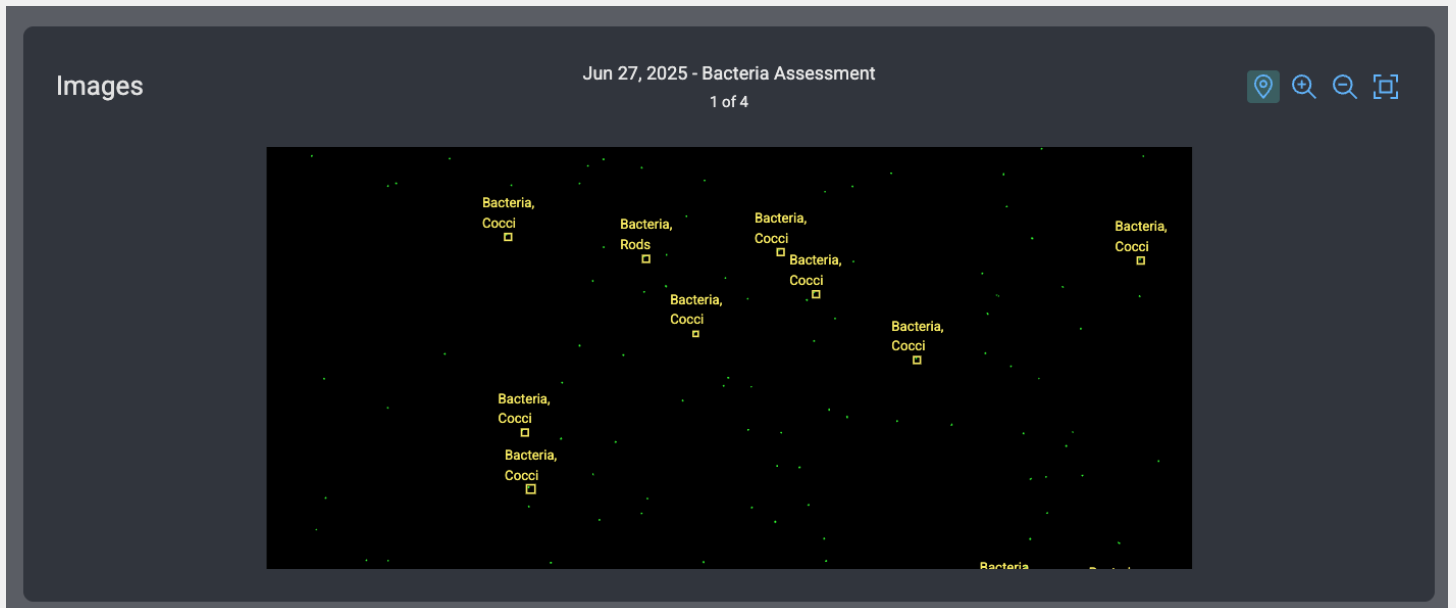 Images
Jun 27, 2025 - Bacteria Assessment
1 of 4
Bacteria,
Cocci
Bacteria,
Rods
Bacteria,
Cocci
Bacteria,
Cocci
Bacteria,
Cocci
Bacteria,
Cocci
Bacteria,
Cocci
Bacteria,
Cocci
Bacteria,
Cocci
Bacteria